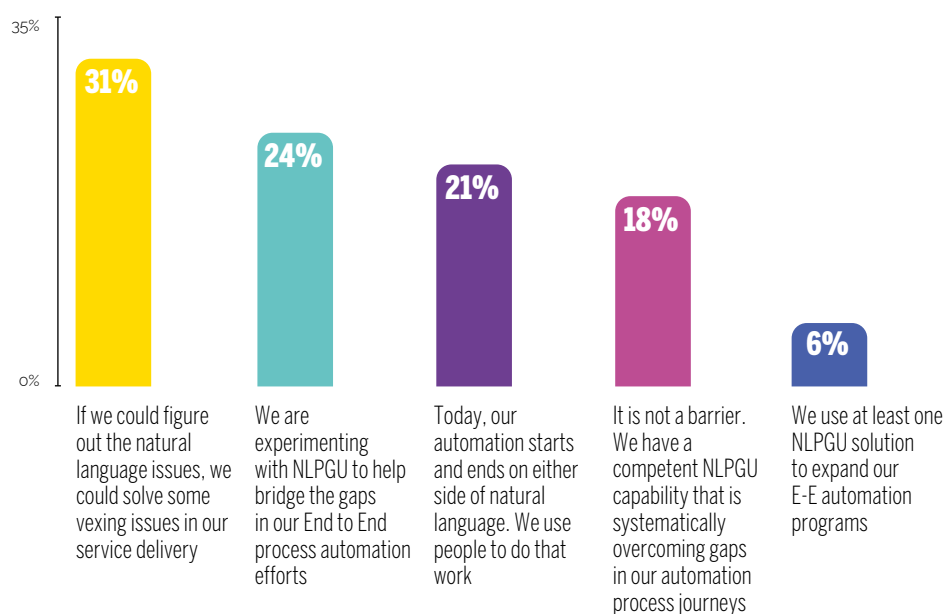 35%
31%
24%
21%
18%
6%
0%
If we could figure
out the natural
language issues, we
could solve some
vexing issues in our
service delivery
We are
experimenting
with NLPGU to help
bridge the gaps
in our End to End
process automation
efforts
Today, our
automation starts
and ends on either
side of natural
language. We use
people to do that
work
It is not a barrier.
We have a
competent NLPGU
capability that is
systematically
overcoming gaps
in our automation
process journeys
We use at least one
NLPGU solution
to expand our
E-E automation
programs